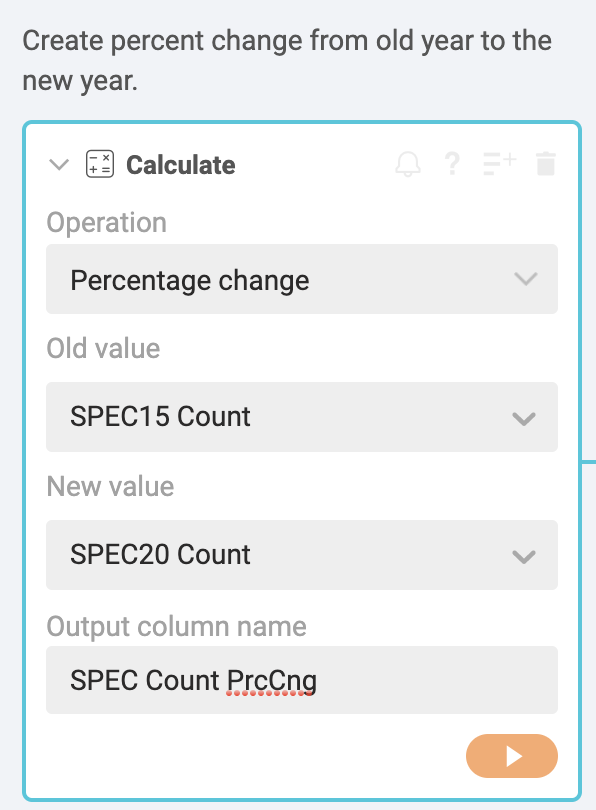 Create percent change from old year to the
new year.
Calculate
Operation
Percentage change
Old value
SPEC15 Count
New value
SPEC20 Count
Output column name
SPEC Count PrcCng